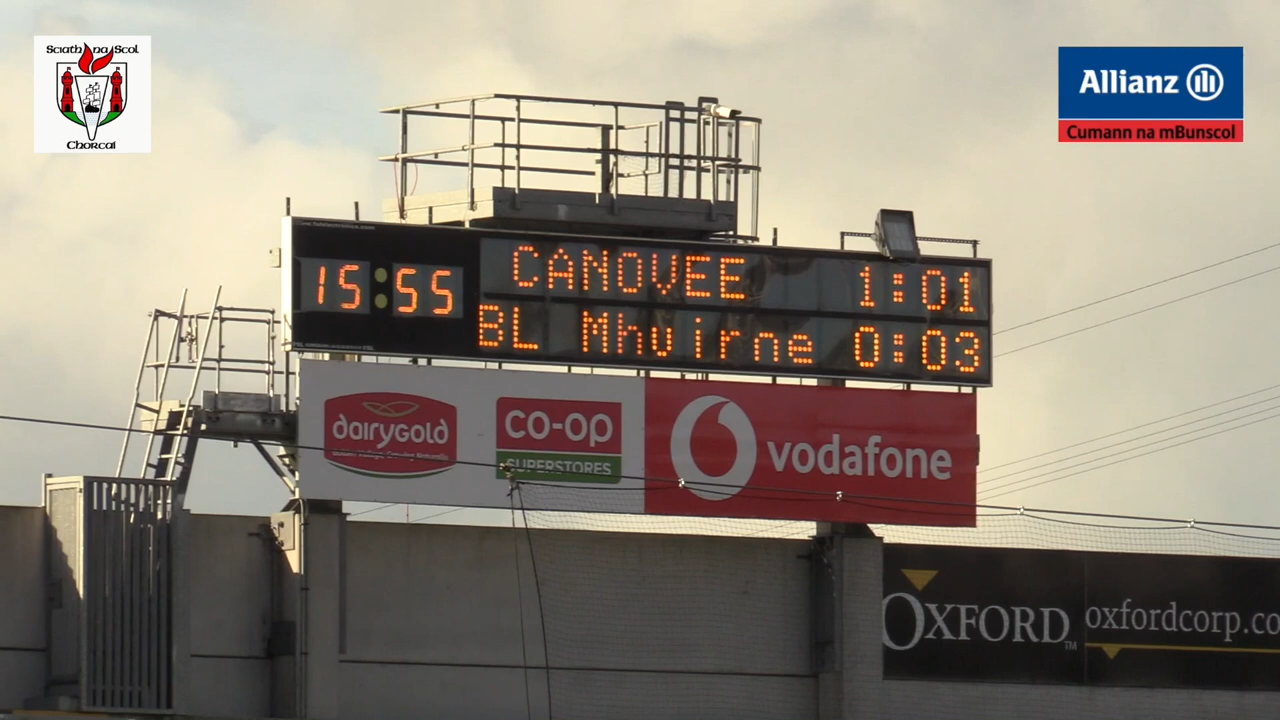 Sciath na Scol
Chorcaí
Allianz
Cumann na mBunscol
15:55
CANOVEE 1:01
BL Mhuirne 0:03
dairygold
CO-OP
SUPERSTORES
vodafone
OXFORD™
oxfordcorp.co